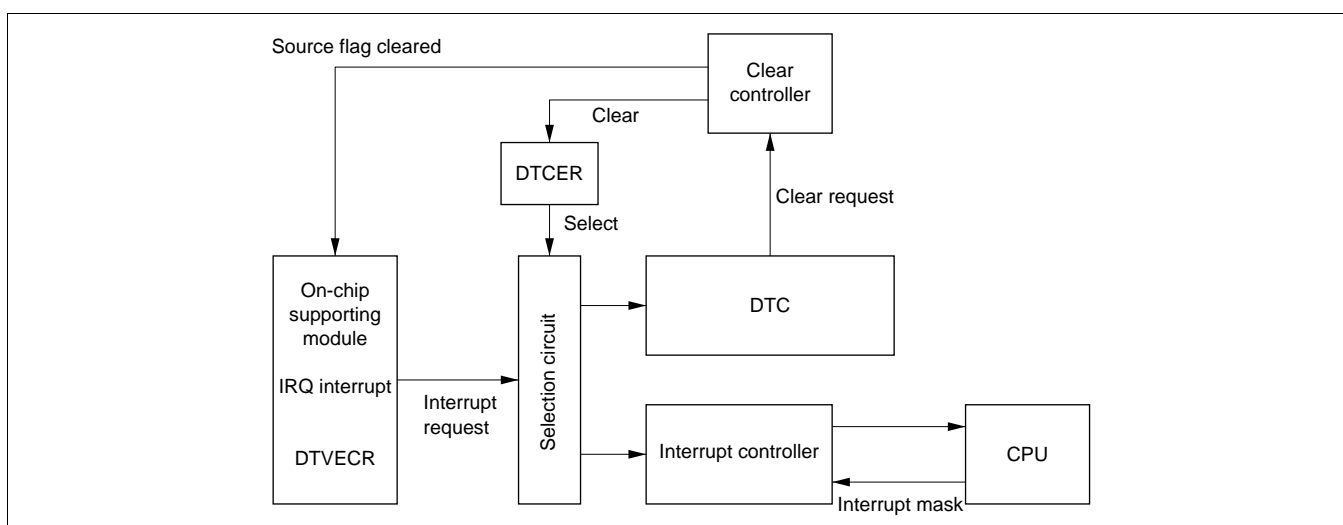 Source flag cleared
Clear
controller
Clear
DTCER
Clear request
Select
On-chip
supporting
module
DTC
Selection circuit
IRQ interrupt
Interrupt
request
Interrupt controller
CPU
DTVECR
Interrupt mask